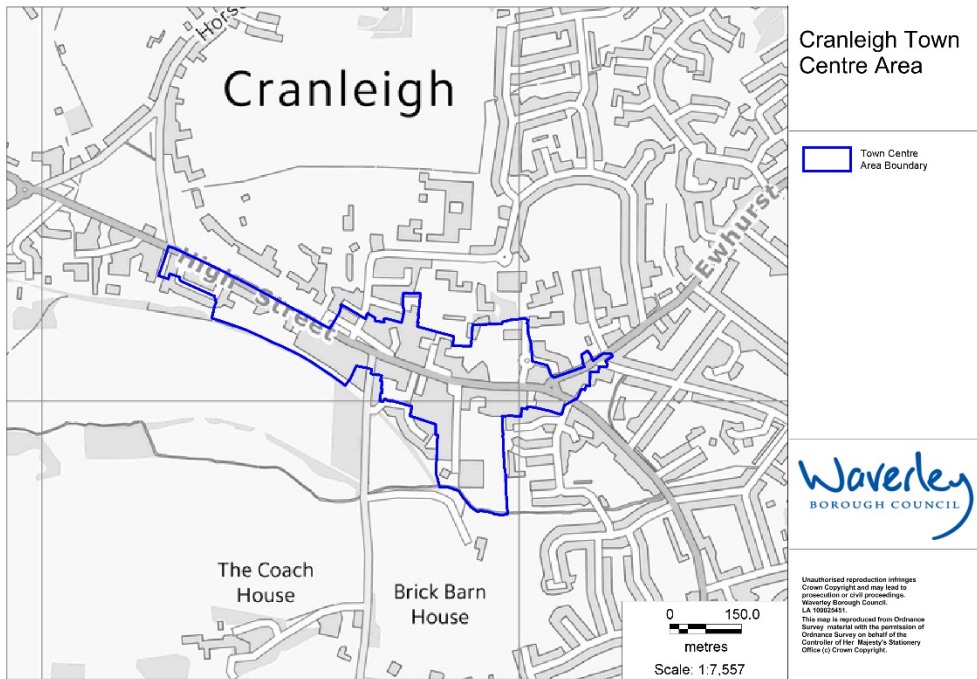 Cranleigh Town
Centre Area
Town Centre
Area Boundary
Waverley
BOROUGH COUNCIL
Unauthorised reproduction infringes
Crown Copyright and may lead to
prosecution or civil proceedings.
Waverley Borough Council.
LA 100025451.
This map is reproduced from Ordnance
Survey material with the permission of
Ordnance Survey on behalf of the
Controller of Her Majesty's Stationery
Office (c) Crown Copyright.
Horse
Cranleigh
High Street
Ewhurst
The Coach
House
Brick Barn
House
0 150.0
metres
Scale: 1:7,557